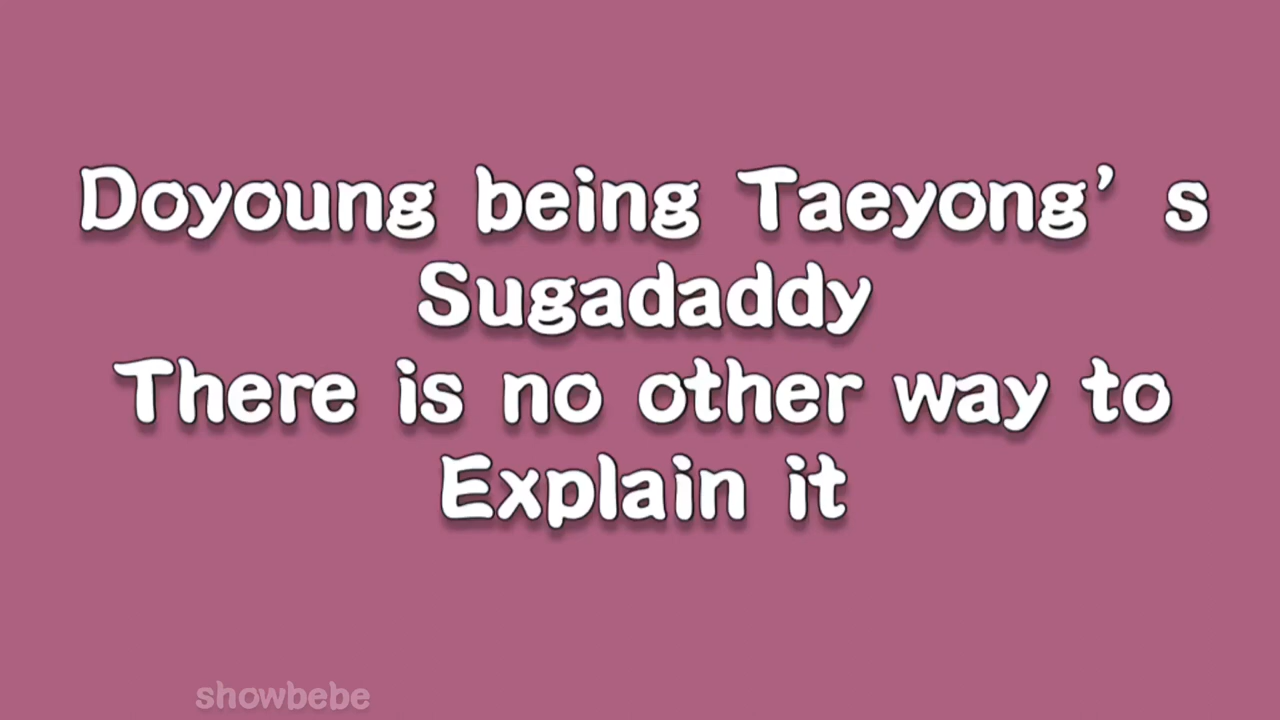 Doyoung being Taeyong’s
Sugadaddy
There is no other way to
Explain it
showbebe